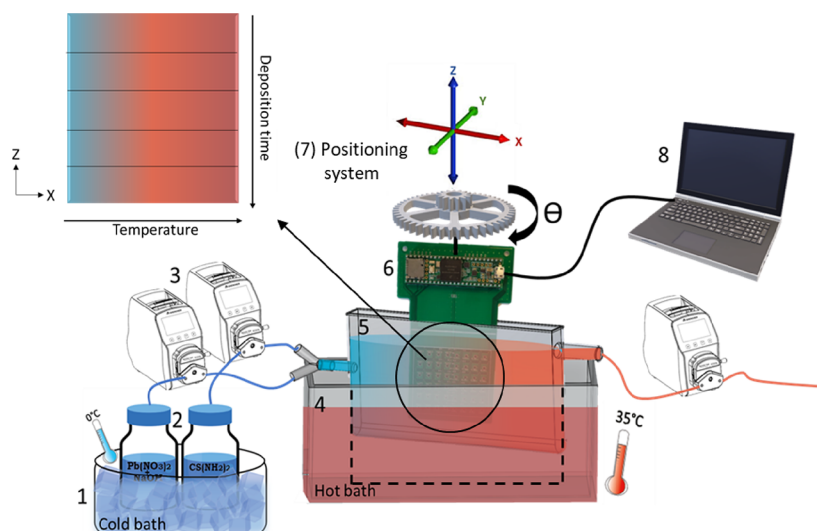 Z
X
Deposition time
Temperature
Z
Y
X
(7) Positioning
system
Θ
8
6
3
5
4
2
0°C
Pb(NO3)2
+
CS(NH2)2
1
Cold bath
Hot bath
35°C